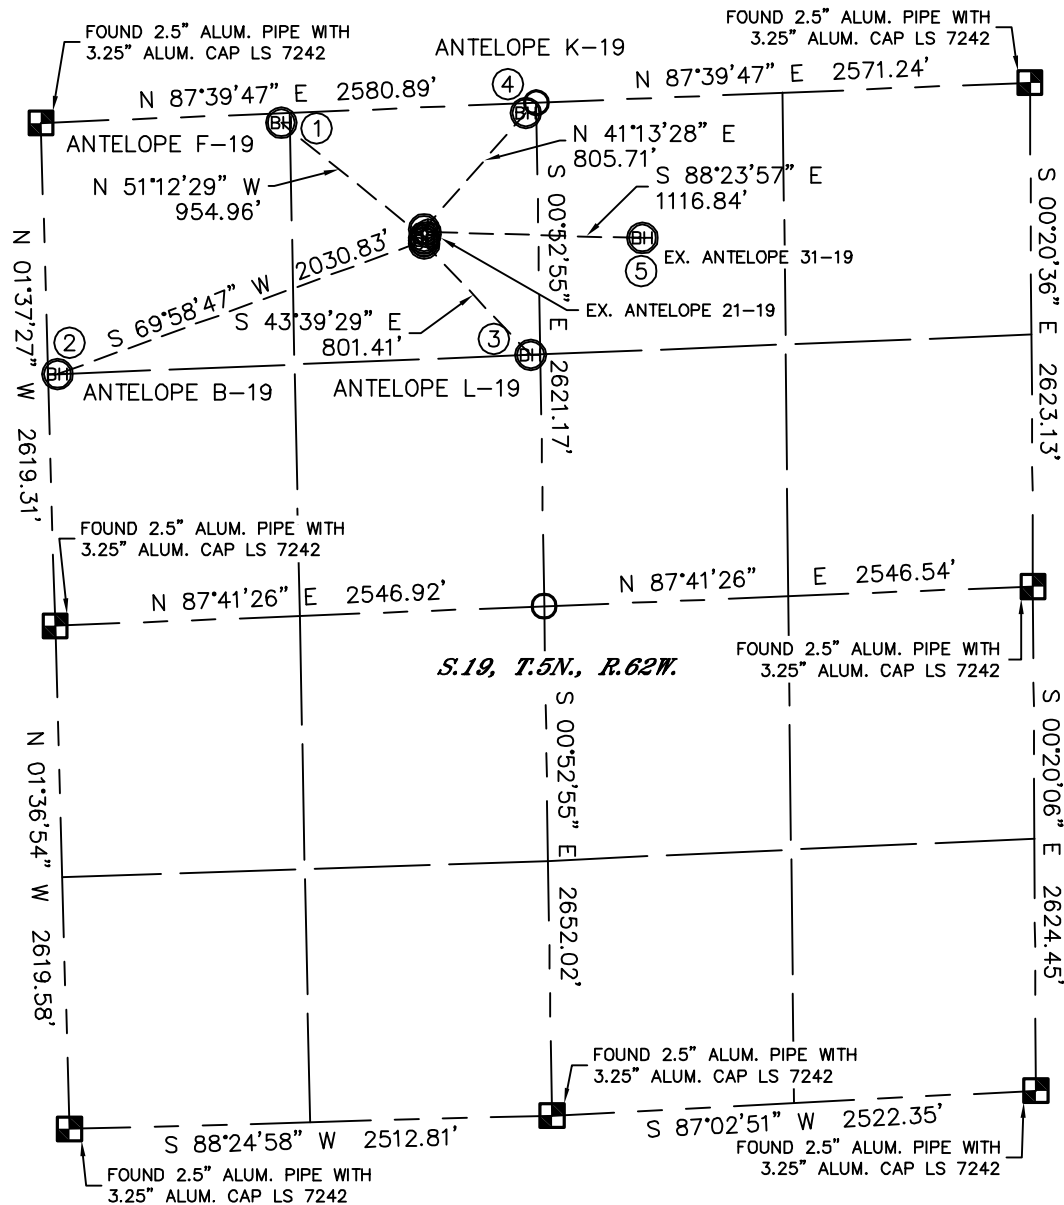 FOUND 2.5" ALUM. PIPE WITH
3.25" ALUM. CAP LS 7242
ANTELOPE K-19
FOUND 2.5" ALUM. PIPE WITH
3.25" ALUM. CAP LS 7242
N 87°39'47" E 2580.89'
4
N 87°39'47" E 2571.24'
BH
BH
1
ANTELOPE F-19
N 41°13'28" E
805.71'
N 51°12'29" W
954.96'
S 88°23'57" E
1116.84'
BH
5
EX. ANTELOPE 31-19
EX. ANTELOPE 21-19
S 69°58'47" W 2030.83'
S 43°39'29" E
801.41'
3
BH
2
BH
ANTELOPE B-19
ANTELOPE L-19
N 01°37'27" W 2619.31'
S 00°52'55" E 2621.17'
S 00°20'36" E 2623.13'
FOUND 2.5" ALUM. PIPE WITH
3.25" ALUM. CAP LS 7242
N 87°41'26" E 2546.92'
N 87°41'26" E 2546.54'
S.19, T.5N., R.62W.
FOUND 2.5" ALUM. PIPE WITH
3.25" ALUM. CAP LS 7242
N 01°36'54" W 2619.58'
S 00°52'55" E 2652.02'
S 00°20'06" E 2624.45'
FOUND 2.5" ALUM. PIPE WITH
3.25" ALUM. CAP LS 7242
S 88°24'58" W 2512.81'
S 87°02'51" W 2522.35'
FOUND 2.5" ALUM. PIPE WITH
3.25" ALUM. CAP LS 7242
FOUND 2.5" ALUM. PIPE WITH
3.25" ALUM. CAP LS 7242